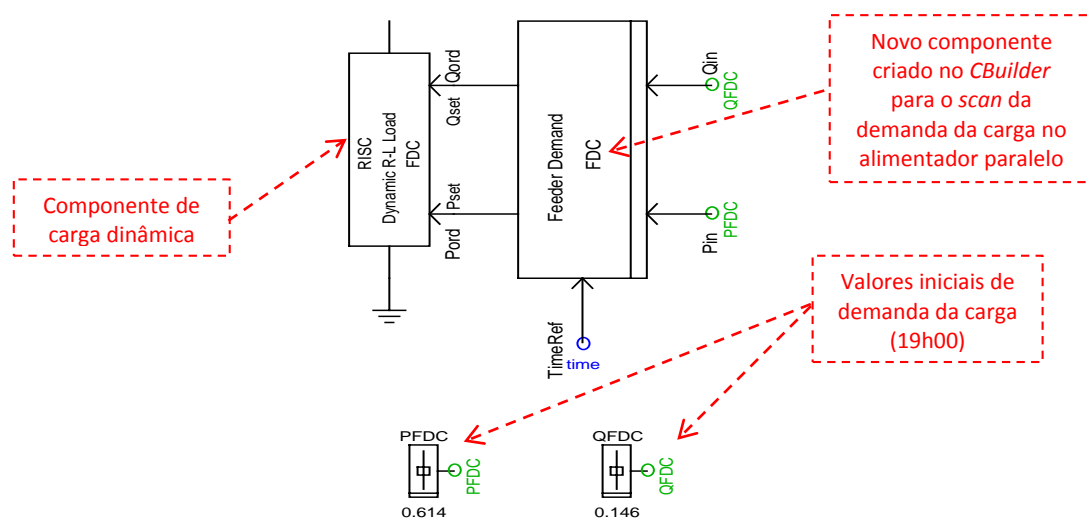 Novo componente
criado no CBuilder
para o scan da
demanda da carga no
alimentador paralelo
Componente de
carga dinâmica
RISC
Dynamic R-L Load
FDC
Qord
Qset
Pset
Pord
Feeder Demand
FDC
Qin
QFDC
Pin
PFDC
TimeRef
time
Valores iniciais de
demanda da carga
(19h00)
PFDC
PFDC
0.614
QFDC
QFDC
0.146